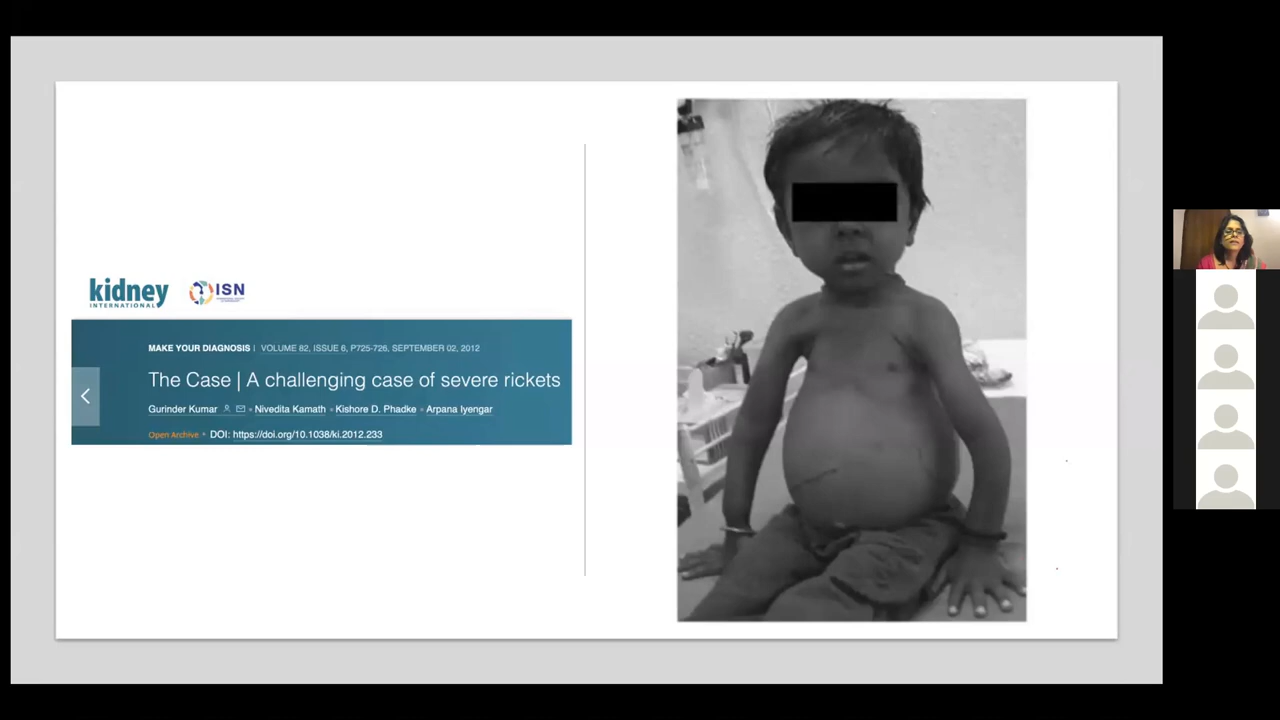 kidney
INTERNATIONAL
ISN
MAKE YOUR DIAGNOSIS | VOLUME 82, ISSUE 6, P725-726, SEPTEMBER 02, 2012
The Case | A challenging case of severe rickets
Gurinder Kumar • Nivedita Kamath • Kishore D. Phadke • Arpana Iyengar
Open Archive • DOI: https://doi.org/10.1038/ki.2012.233